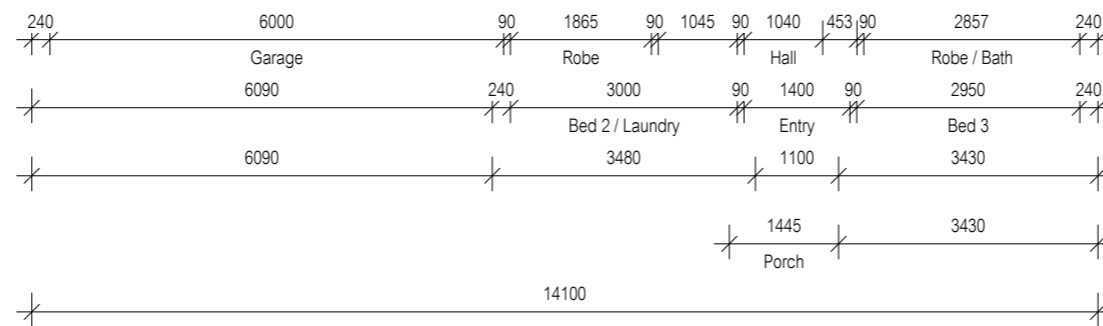 240 6000 90 1865 90 1045 90 1040 453 90 2857 240
Garage Robe Hall Robe / Bath
6090 240 3000 90 1400 90 2950 240
Bed 2 / Laundry Entry Bed 3
6090 3480 1100 3430
1445 3430
Porch
14100